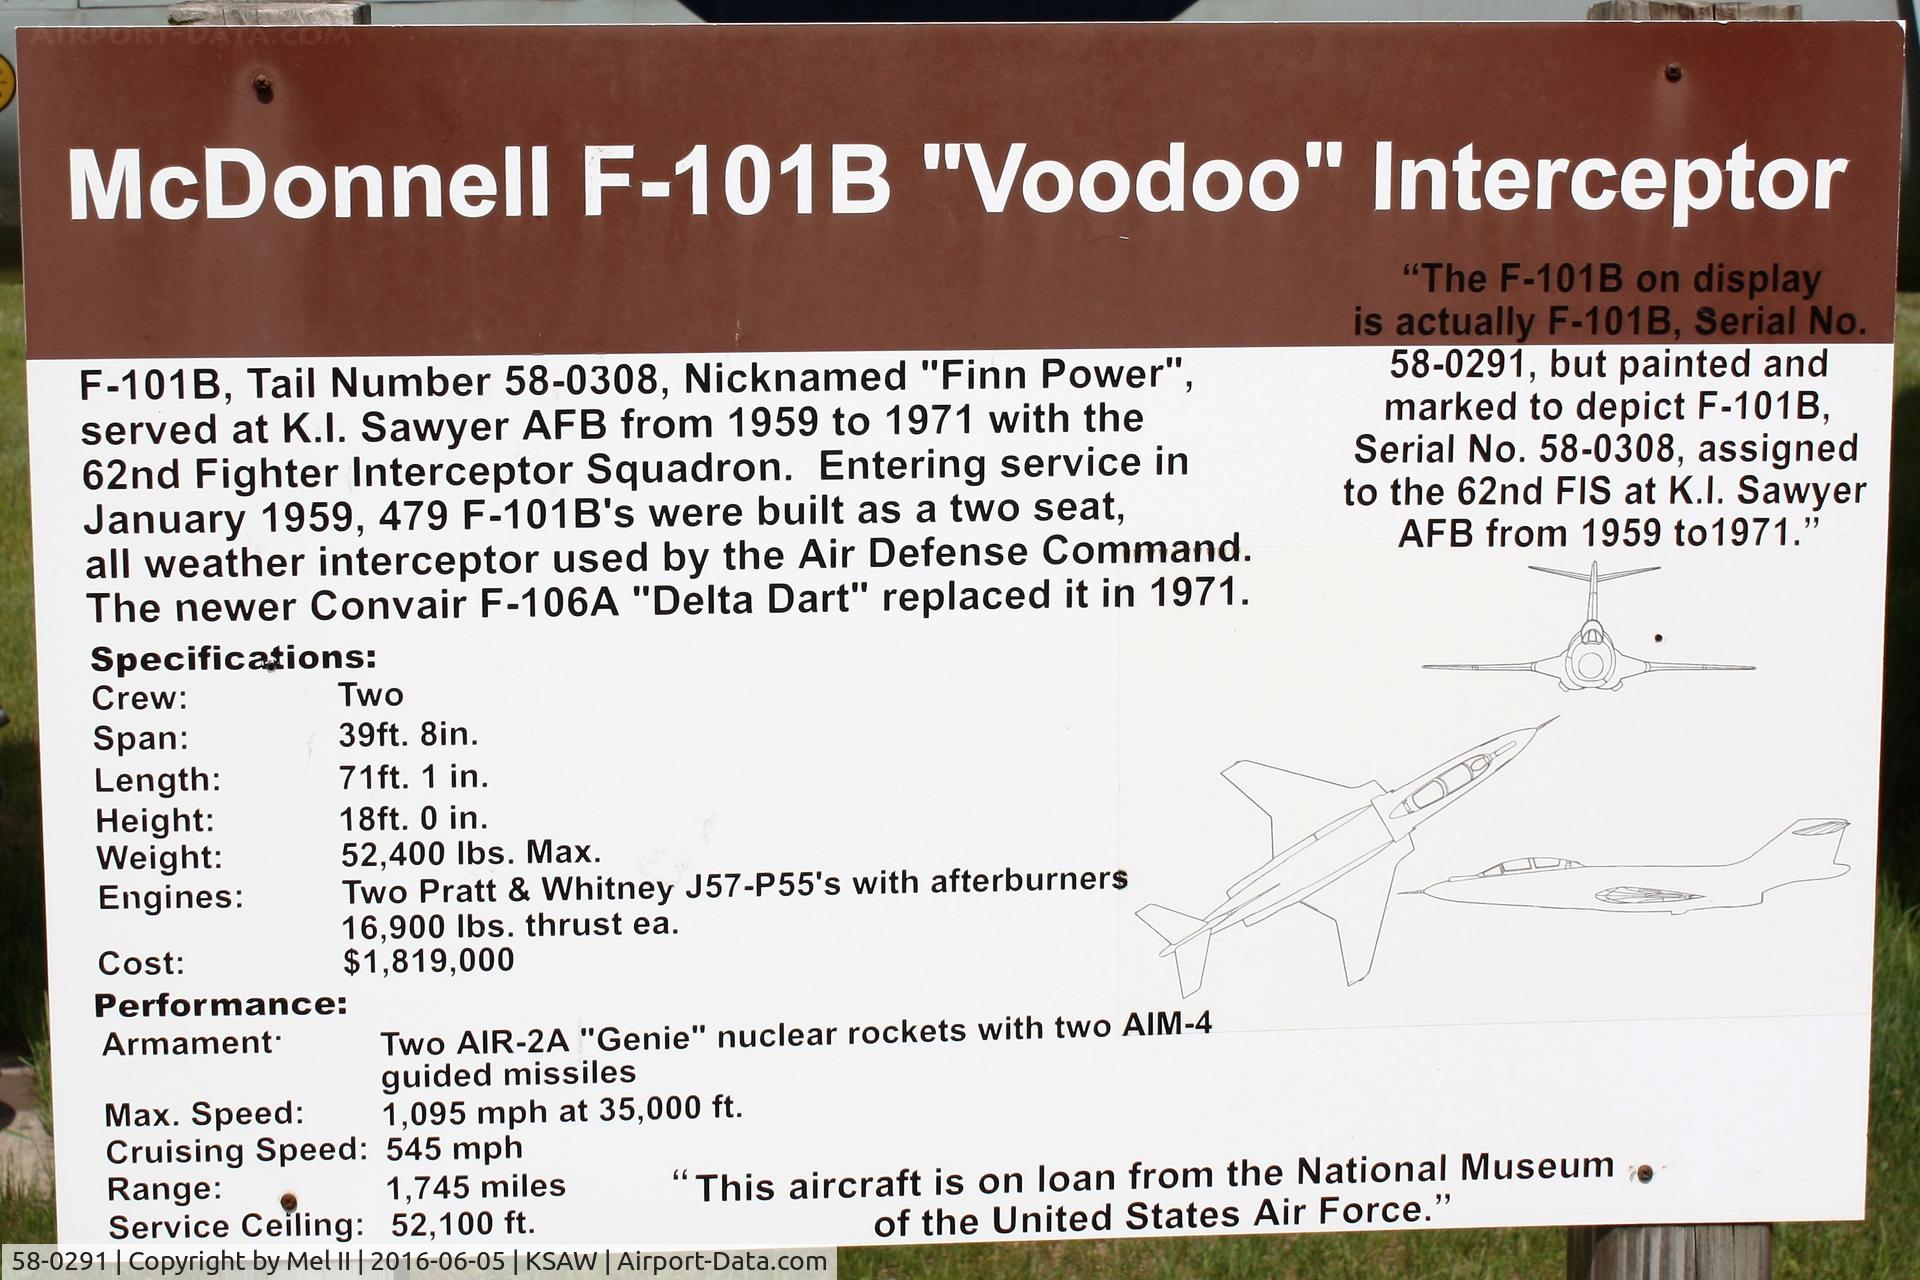 AIRPORT-DATA.COM
McDonnell F-101B "Voodoo" Interceptor
“The F-101B on display
is actually F-101B, Serial No.
58-0291, but painted and
marked to depict F-101B,
Serial No. 58-0308, assigned
to the 62nd FIS at K.I. Sawyer
AFB from 1959 to1971.”
F-101B, Tail Number 58-0308, Nicknamed "Finn Power",
served at K.I. Sawyer AFB from 1959 to 1971 with the
62nd Fighter Interceptor Squadron. Entering service in
January 1959, 479 F-101B's were built as a two seat,
all weather interceptor used by the Air Defense Command.
The newer Convair F-106A "Delta Dart" replaced it in 1971.
Specifications:
Crew: Two
Span: 39ft. 8in.
Length: 71ft. 1 in.
Height: 18ft. 0 in.
Weight: 52,400 lbs. Max.
Engines: Two Pratt & Whitney J57-P55's with afterburners
16,900 lbs. thrust ea.
Cost: $1,819,000
Performance:
Armament: Two AIR-2A "Genie" nuclear rockets with two AIM-4
guided missiles
Max. Speed: 1,095 mph at 35,000 ft.
Cruising Speed: 545 mph
Range: 1,745 miles
Service Ceiling: 52,100 ft.
“This aircraft is on loan from the National Museum
of the United States Air Force.”
58-0291 | Copyright by Mel II | 2016-06-05 | KSAW | Airport-Data.com